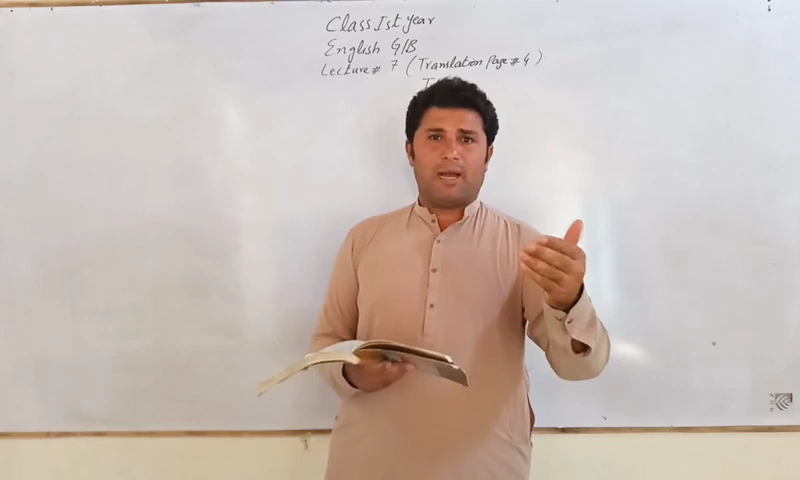 Class 1st year
English G/B
Lecture # 7 (Translation Page # 4)